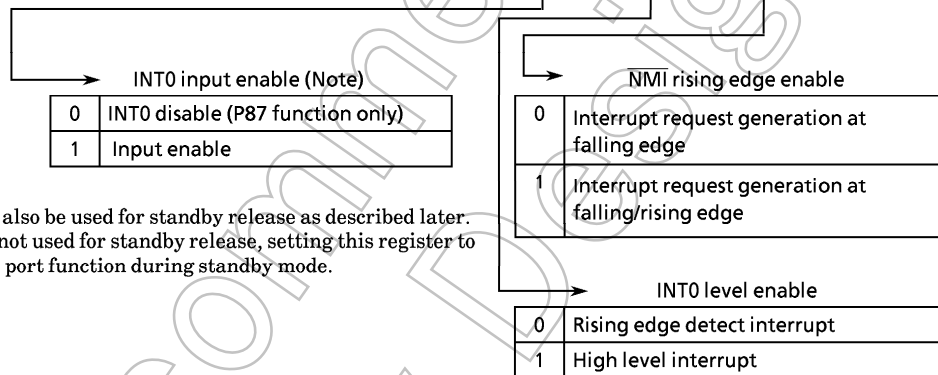 INT0 input enable (Note)
0 INT0 disable (P87 function only)
1 Input enable
also be used for standby release as described later.
not used for standby release, setting this register to
port function during standby mode.
NMI rising edge enable
0 Interrupt request generation at
falling edge
1 Interrupt request generation at
falling/rising edge
INT0 level enable
0 Rising edge detect interrupt
1 High level interrupt